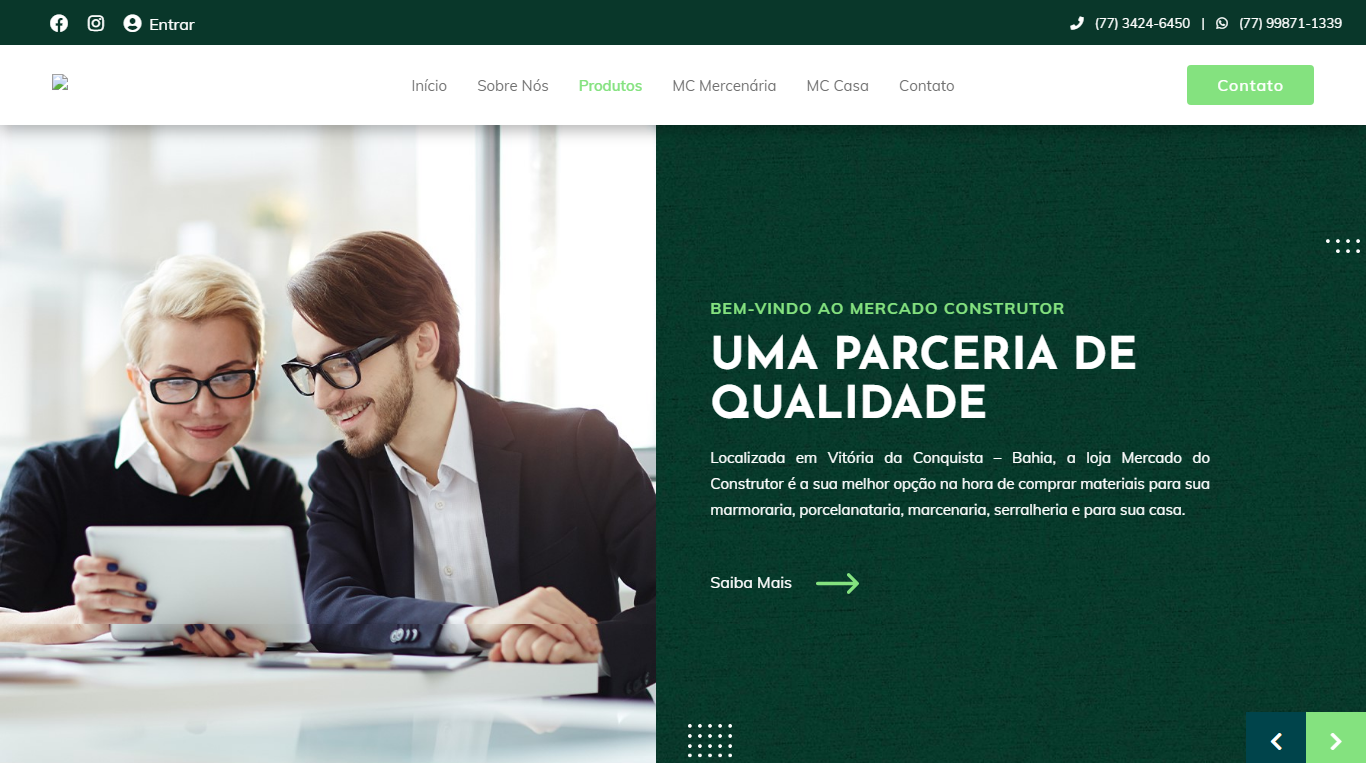 Entrar
(77) 3424-6450 | (77) 99871-1339
Início Sobre Nós Produtos MC Mercenária MC Casa Contato
Contato
BEM-VINDO AO MERCADO CONSTRUTOR
UMA PARCERIA DE
QUALIDADE
Localizada em Vitória da Conquista – Bahia, a loja Mercado do
Construtor é a sua melhor opção na hora de comprar materiais para sua
marmoraria, porcelanataria, marcenaria, serralheria e para sua casa.
Saiba Mais